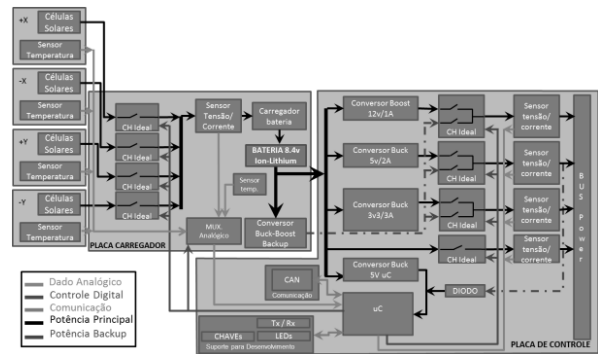 +X
Células
Solares
Sensor
Temperatura
-X
Células
Solares
Sensor
Temperatura
+Y
Células
Solares
Sensor
Temperatura
-Y
Células
Solares
Sensor
Temperatura
CH Ideal
CH Ideal
CH Ideal
CH Ideal
Sensor
Tensão/
Corrente
Carregador
bateria
BATERIA 8.4v
Ion-Lithium
Sensor
temp.
MUX.
Analógico
Conversor
Buck-Boost
Backup
PLACA CARREGADOR
Conversor Boost
12v/1A
Conversor Buck
5v/2A
Conversor Buck
3v3/3A
Conversor Buck
5V uC
CH Ideal
CH Ideal
CH Ideal
CH Ideal
Sensor
tensão/
corrente
Sensor
tensão/
corrente
Sensor
tensão/
corrente
Sensor
tensão/
corrente
BUS Power
DIODO
CAN
Comunicação
uC
Tx / Rx
CHAVEs
LEDs
Suporte para Desenvolvimento
PLACA DE CONTROLE
Dado Analógico
Controle Digital
Comunicação
Potência Principal
Potência Backup